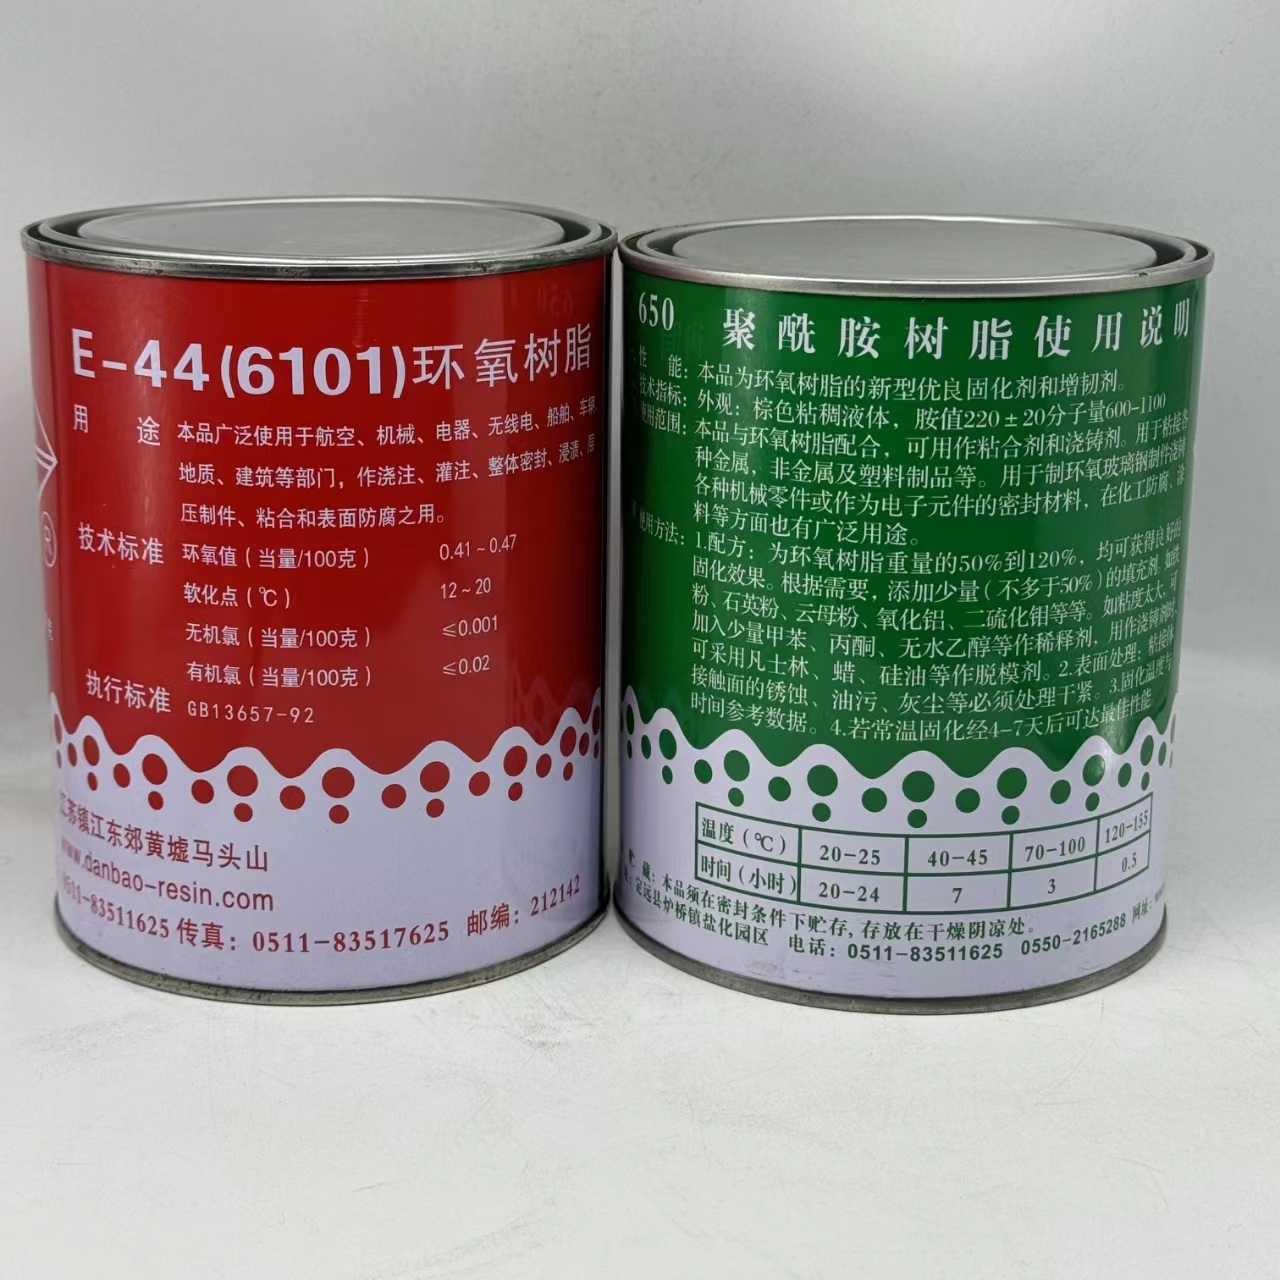 E-44(6101)环氧树脂
用 途 本品广泛使用于航空、机械、电器、无线电、船舶、车辆、
地质、建筑等部门，作浇注、灌注、整体密封、浸渍、层
压制件、粘合和表面防腐之用。
技术标准 环氧值（当量/100克） 0.41~0.47
软化点（℃） 12~20
无机氯（当量/100克） ≤0.001
有机氯（当量/100克） ≤0.02
执行标准 GB13657-92
江苏镇江东郊黄墟马头山
www.danbao-resin.com
0511-83511625 传真：0511-83517625 邮编：212142
650 聚酰胺树脂使用说明
性 能：本品为环氧树脂的新型优良固化剂和增韧剂。
技术指标：外观：棕色粘稠液体，胺值220±20分子量600-1100
使用范围：本品与环氧树脂配合，可用作粘合剂和浇铸剂。用于粘接各
种金属，非金属及塑料制品等。用于制环氧玻璃钢制件浇铸
各种机械零件或作为电子元件的密封材料，在化工防腐、涂
料等方面也有广泛用途。
使用方法：1.配方：为环氧树脂重量的50%到120%，均可获得良好的
固化效果。根据需要，添加少量（不多于50%）的填充剂.如铁
粉、石英粉、云母粉、氧化铝、二硫化钼等等。如粘度太大，可
加入少量甲苯、丙酮、无水乙醇等作稀释剂，用作浇铸剂时，
可采用凡士林、蜡、硅油等作脱模剂。2.表面处理：粘接体
接触面的锈蚀、油污、灰尘等必须处理干紧。3.固化温度与
时间参考数据。4.若常温固化经4-7天后可达最佳性能
温度（℃） 20-25 40-45 70-100 120-155
时间（小时） 20-24 7 3 0.5
贮 藏：本品须在密封条件下贮存，存放在干燥阴凉处。
定远县炉桥镇盐化园区 电话：0511-83511625 0550-2165288 网址：